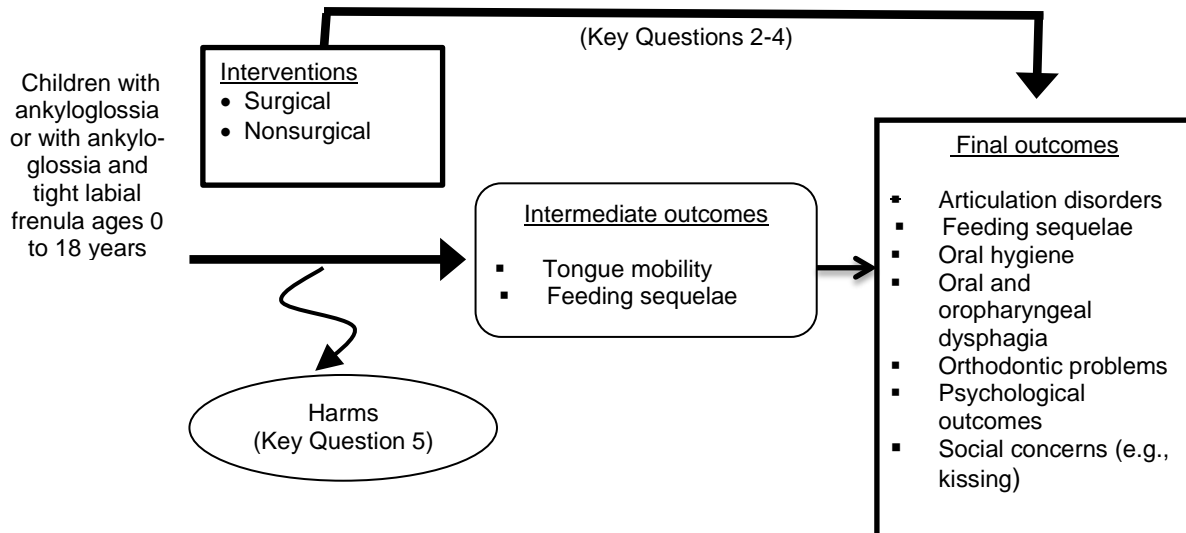 (Key Questions 2-4)
Children with
ankyloglossia
or with ankylo-
glossia and
tight labial
frenula ages 0
to 18 years
Interventions
• Surgical
• Nonsurgical
Intermediate outcomes
▪ Tongue mobility
▪ Feeding sequelae
Harms
(Key Question 5)
Final outcomes
▪ Articulation disorders
▪ Feeding sequelae
▪ Oral hygiene
▪ Oral and
oropharyngeal
dysphagia
▪ Orthodontic problems
▪ Psychological
outcomes
▪ Social concerns (e.g.,
kissing)